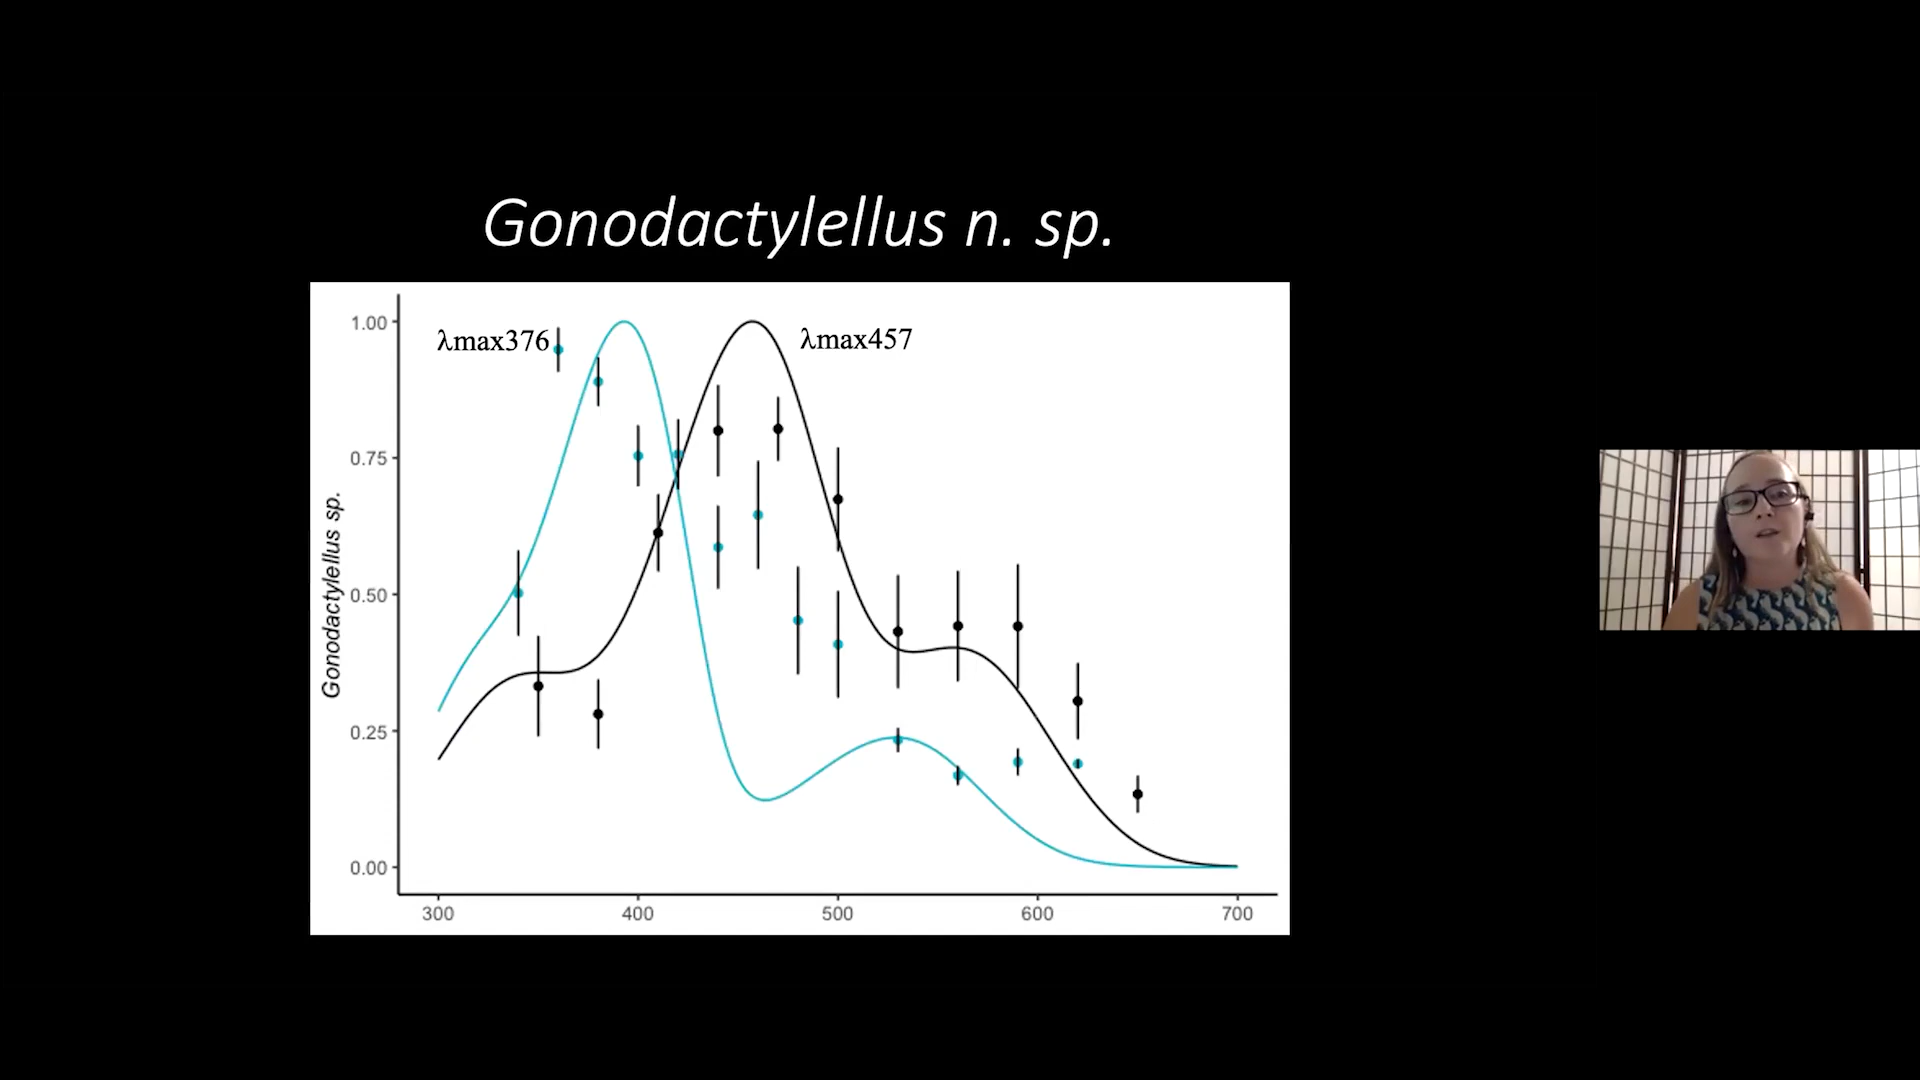 Gonodactylellus n. sp.
λmax376
λmax457
Gonodactylellus sp.
1.00
0.75
0.50
0.25
0.00
300 400 500 600 700